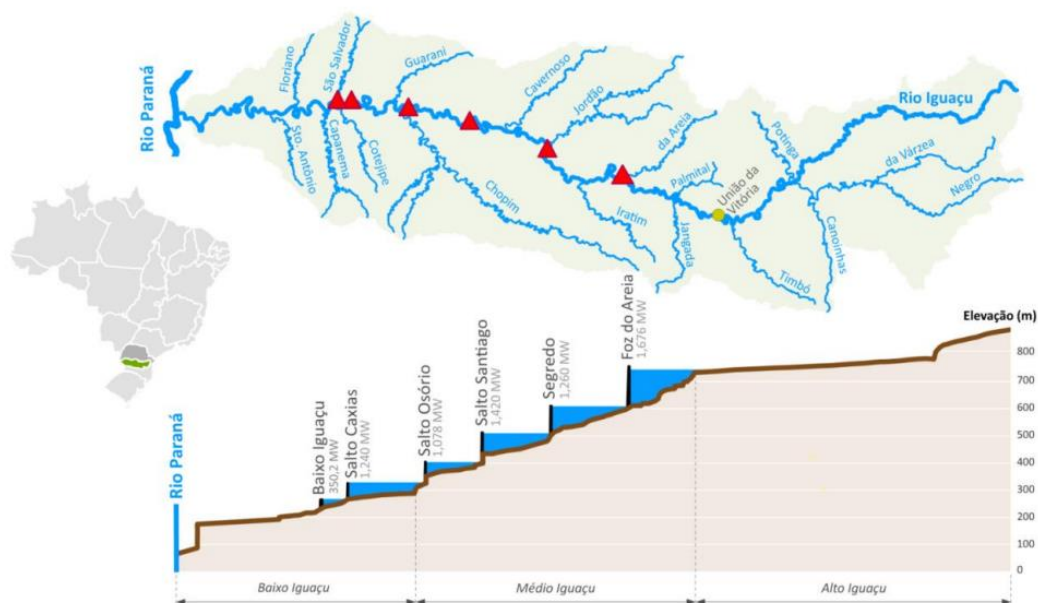 Rio Paraná
Floriano
São Salvador
Guarani
Cavernoso
Jordão
da Areia
Palmital
Potinga
Rio Iguaçu
da Várzea
Negro
Sto. Antônio
Capanema
Cotejipe
Chopim
Iratim
Jangada
União da
Vitória
Timbó
Canoinhas
Elevação (m)
800
700
600
500
400
300
200
100
0
Rio Paraná
Baixo Iguaçu
350,2 MW
Salto Caxias
1,240 MW
Salto Osório
1,078 MW
Salto Santiago
1,420 MW
Segredo
1,260 MW
Foz do Areia
1,676 MW
Baixo Iguaçu
Médio Iguaçu
Alto Iguaçu